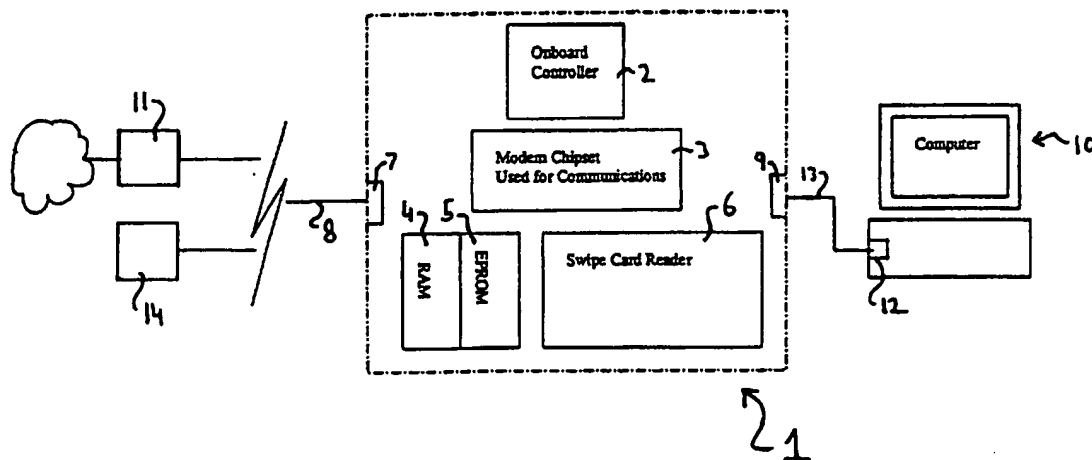 Onboard
Controller
2
11
3
Modem Chipset
Used for Communications
Computer
10
7
9
13
8
4
5
6
RAM
EPROM
Swipe Card Reader
14
12
1